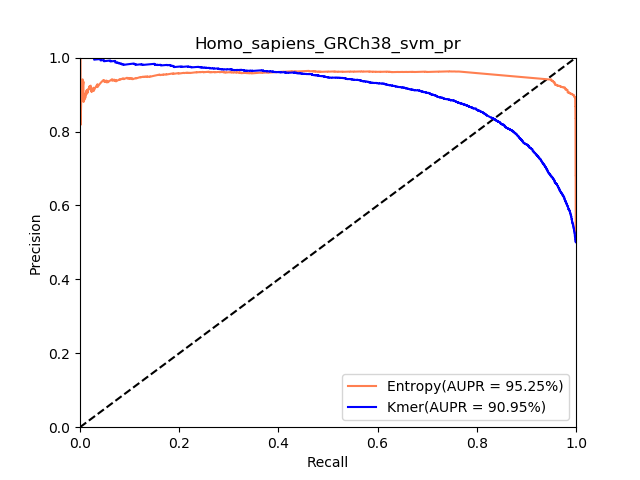 Homo_sapiens_GRCh38_svm_pr
1.0
0.8
0.6
0.4
0.2
0.0
Precision
0.0 0.2 0.4 0.6 0.8 1.0
Recall
Entropy(AUPR = 95.25%)
Kmer(AUPR = 90.95%)